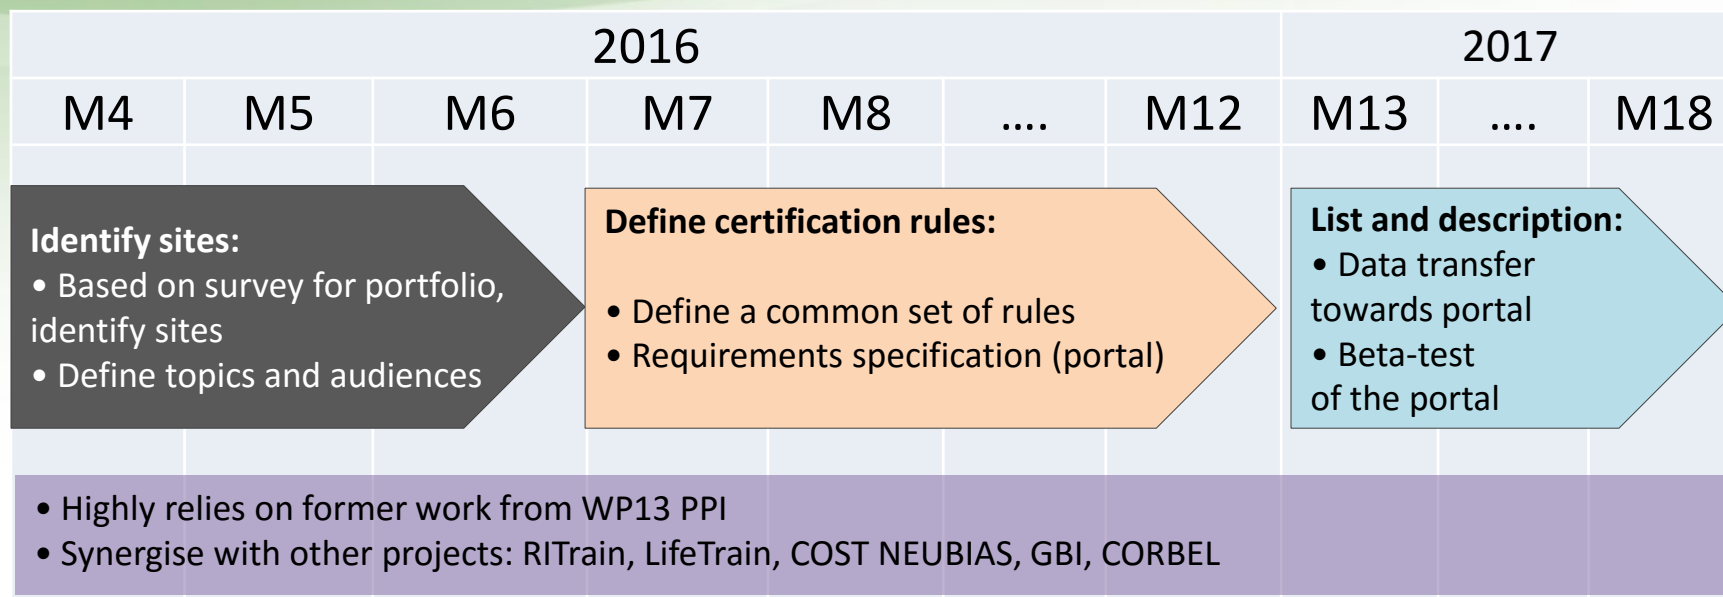 2016 2017
M4 M5 M6 M7 M8 .... M12 M13 .... M18
Identify sites:
• Based on survey for portfolio,
identify sites
• Define topics and audiences
Define certification rules:
• Define a common set of rules
• Requirements specification (portal)
List and description:
• Data transfer
towards portal
• Beta-test
of the portal
• Highly relies on former work from WP13 PPI
• Synergise with other projects: RITrain, LifeTrain, COST NEUBIAS, GBI, CORBEL